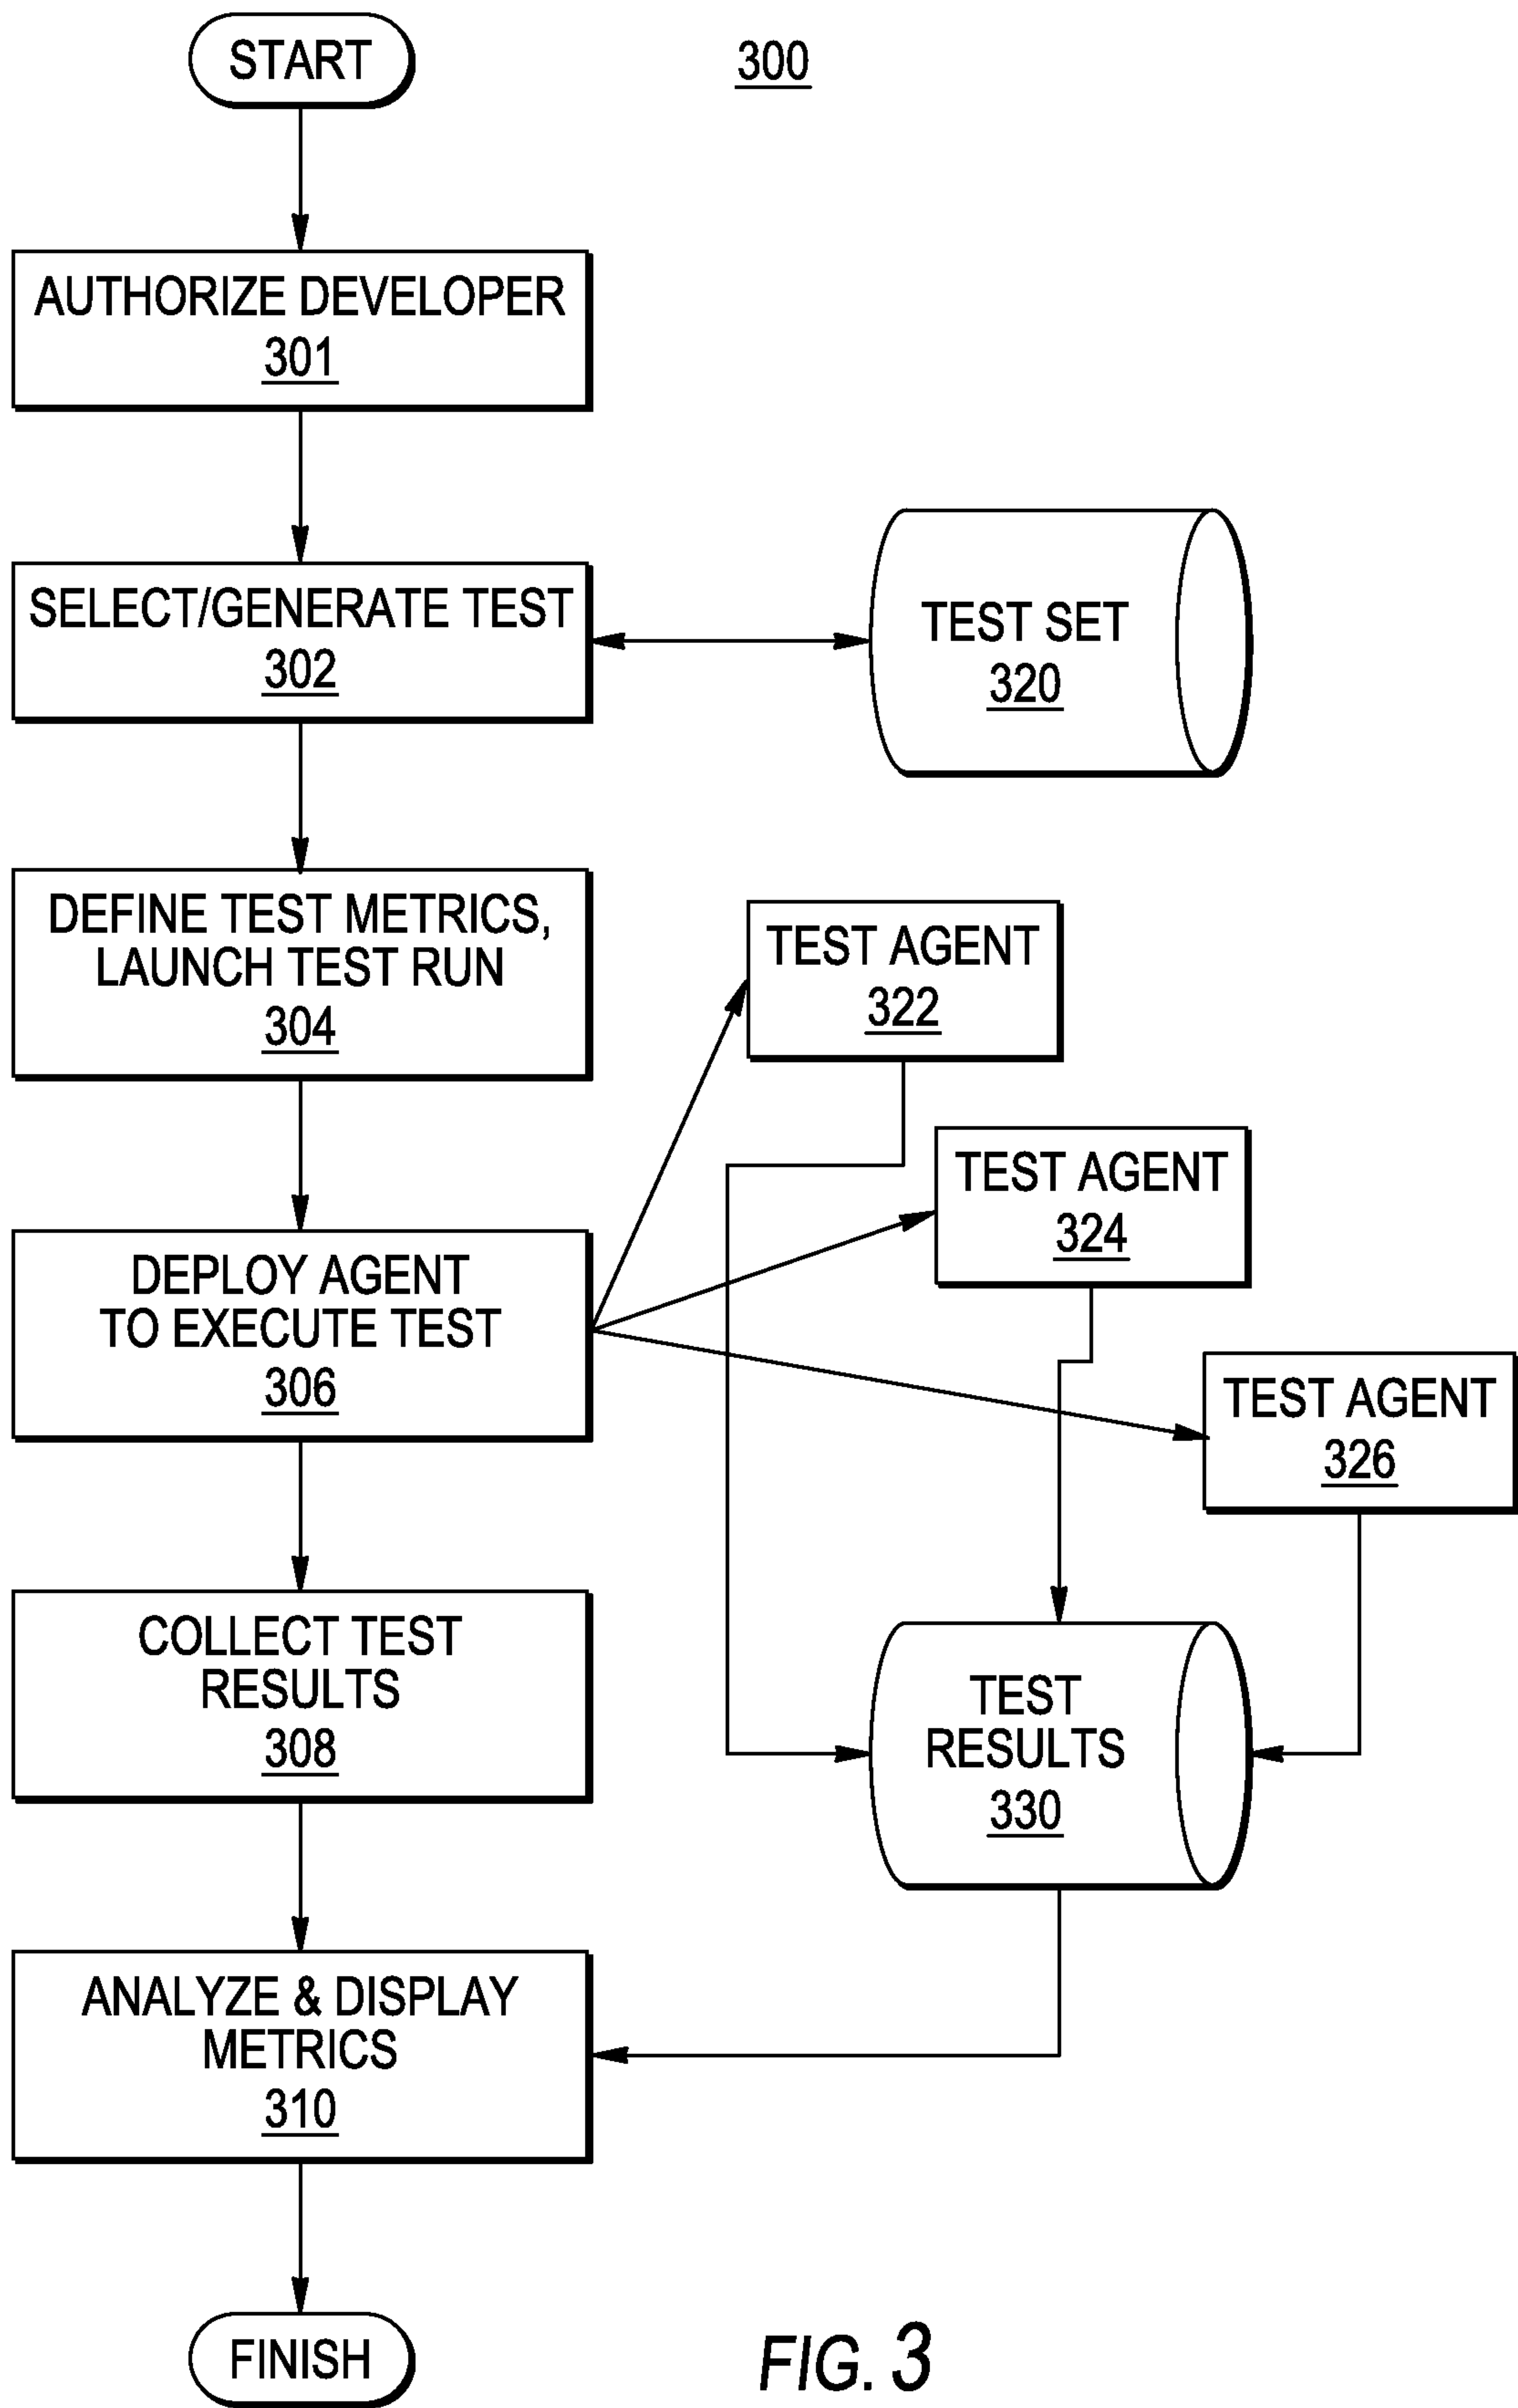 START
300
AUTHORIZE DEVELOPER
301
SELECT/GENERATE TEST
302
TEST SET
320
DEFINE TEST METRICS,
LAUNCH TEST RUN
304
TEST AGENT
322
TEST AGENT
324
DEPLOY AGENT
TO EXECUTE TEST
306
TEST AGENT
326
COLLECT TEST
RESULTS
308
TEST
RESULTS
330
ANALYZE & DISPLAY
METRICS
310
FINISH
FIG. 3